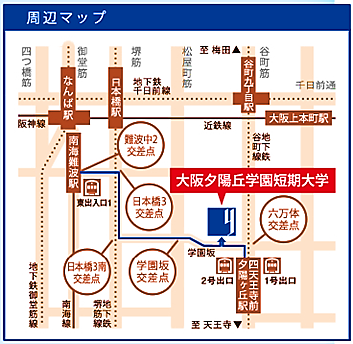 周辺マップ
四つ橋筋
御堂筋
堺筋
松屋町筋
至 梅田▲
谷町筋
なんば駅
日本橋駅
地下鉄
千日前線
谷町九丁目駅
千日前通
阪神線
近鉄線
大阪上本町駅
南海難波駅
難波中2
交差点
地下鉄
谷町線
東出入口1
日本橋3
交差点
大阪夕陽丘学園短期大学
六万体
交差点
日本橋3南
交差点
学園坂
交差点
学園坂
2号出口
四天王寺前
夕陽ヶ丘駅
1号出口
地下鉄御堂筋線
南海線
地下鉄
堺筋線
至 天王寺▼